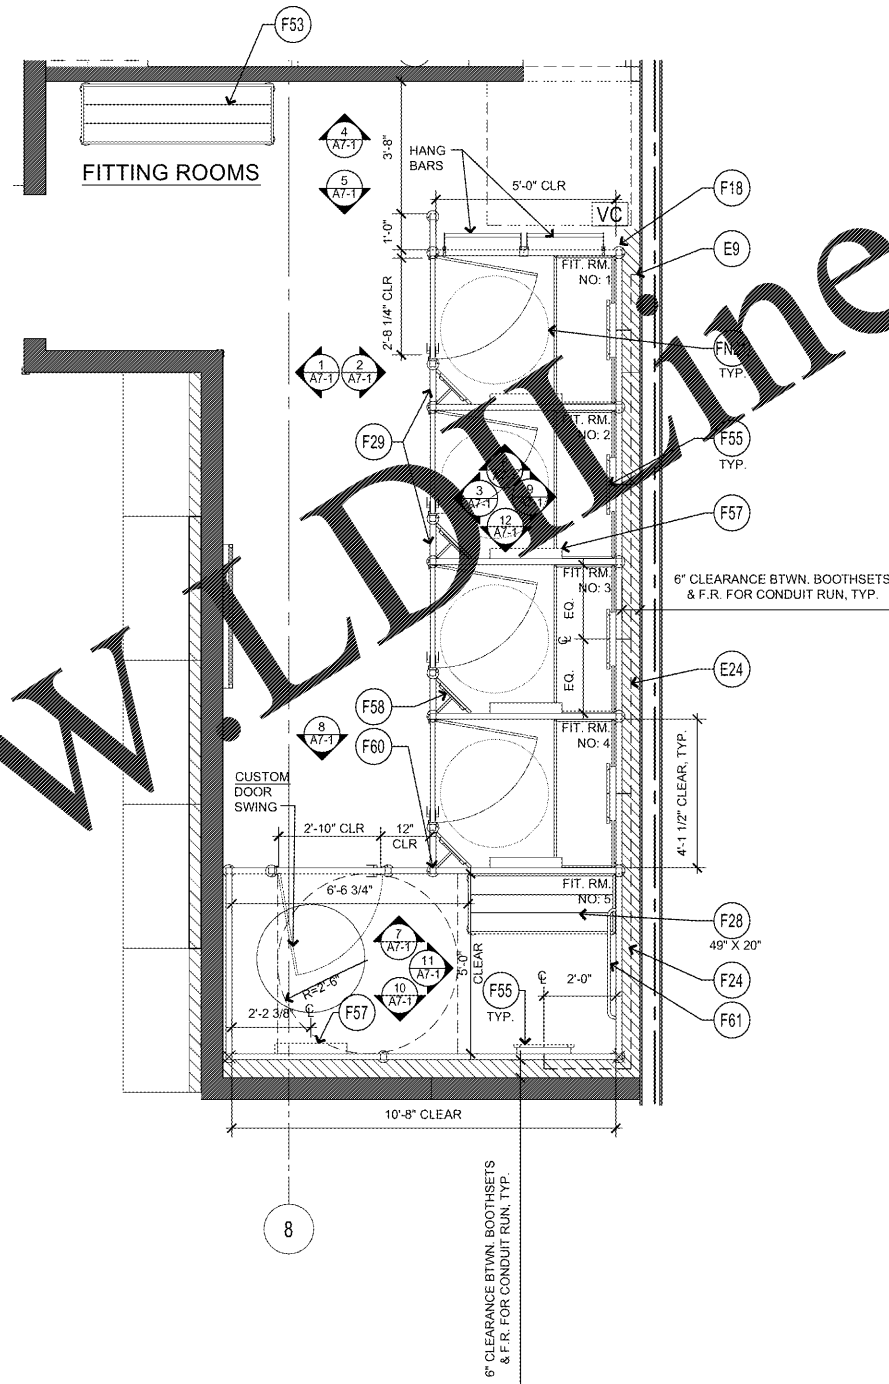 F53
4
A7-1
3'-8"
HANG
BARS
FITTING ROOMS
5
A7-1
5'-0" CLR
F18
VC
1'-0"
E9
FIT. RM.
NO: 1
2'-8 1/4" CLR
TYP.
1
A7-1
2
A7-1
FIT. RM.
NO: 2
F29
F55
TYP.
3
A7-1
9
A7-1
12
A7-1
F57
FIT. RM.
NO: 3
6" CLEARANCE BTWN. BOOTHSETS
& F.R. FOR CONDUIT RUN, TYP.
EQ.
EQ.
E24
F58
8
A7-1
FIT. RM.
NO: 4
F60
CUSTOM
DOOR
SWING
4'-1 1/2" CLEAR, TYP.
2'-10" CLR
12"
CLR
6'-6 3/4"
FIT. RM.
NO: 5
F28
49" X 20"
7
A7-1
11
A7-1
10
A7-1
5'-0"
CLEAR
2'-0"
F24
R=2'-6"
F55
TYP.
2'-2 3/8"
F57
F61
10'-8" CLEAR
8
6" CLEARANCE BTWN. BOOTHSETS
& F.R. FOR CONDUIT RUN, TYP.
W.LDIILine